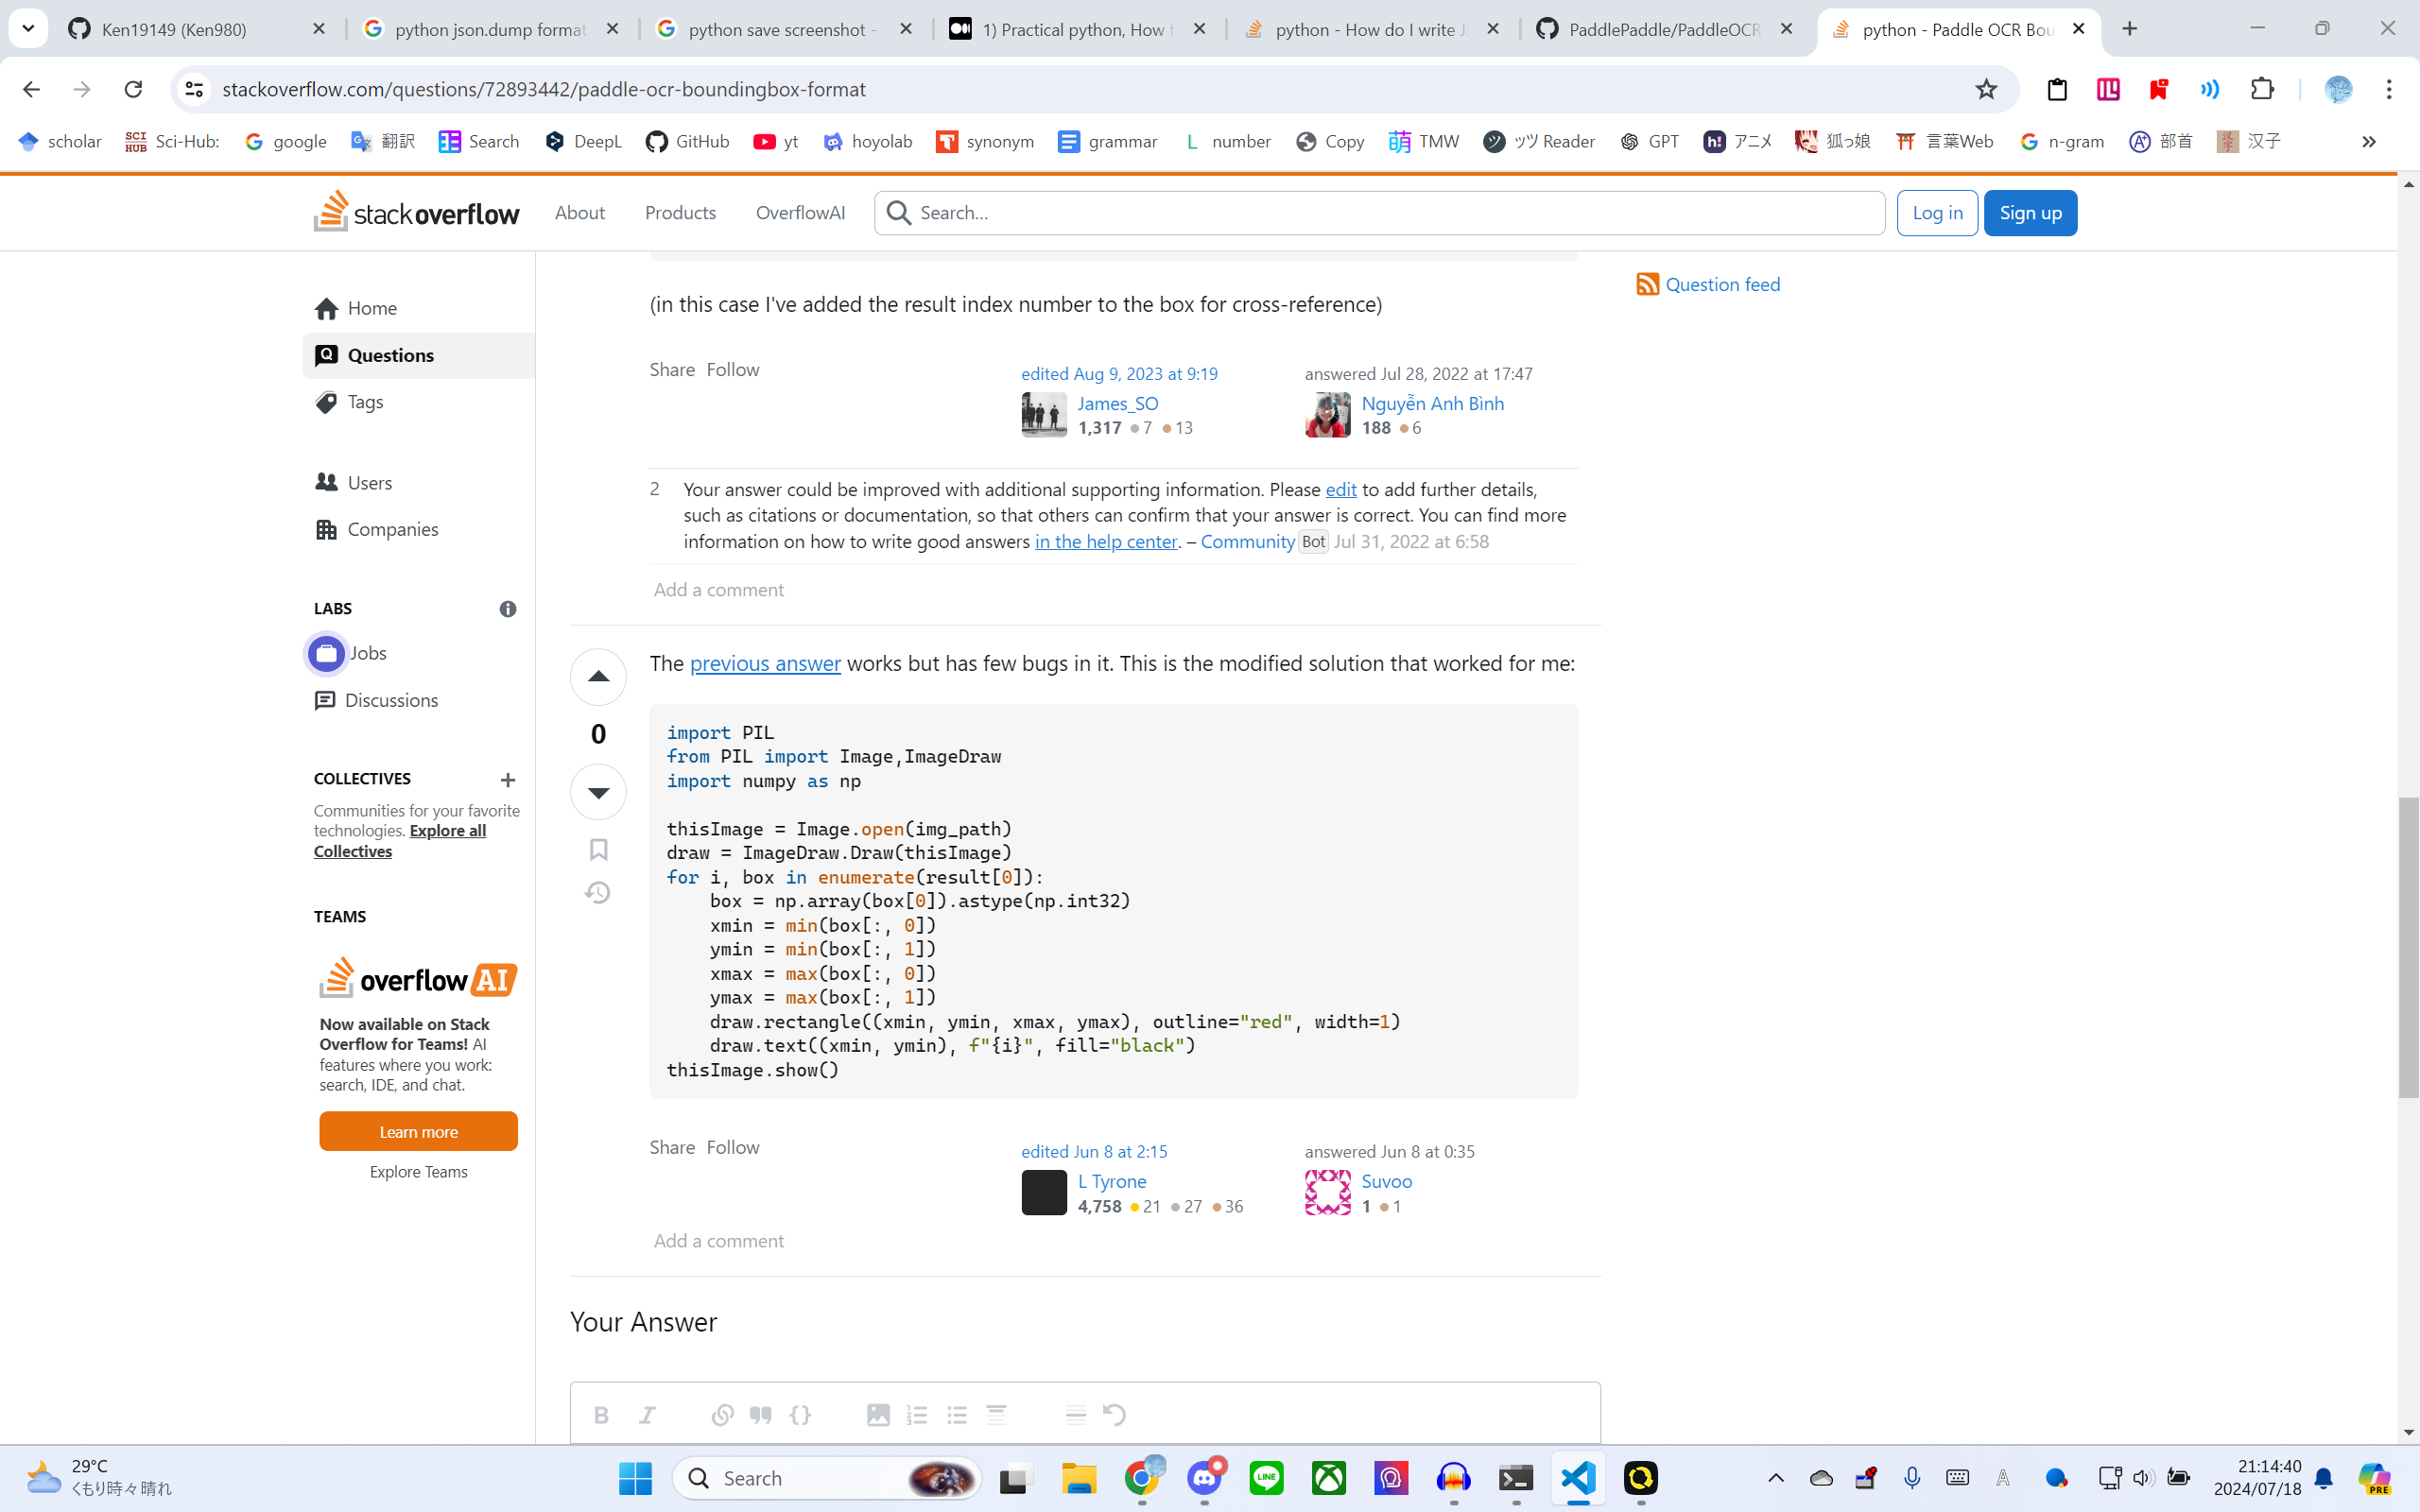 Ken19149 (Ken980)
python json.dump format
python save screenshot -
1) Practical python, How t
python - How do I write JS
PaddlePaddle/PaddleOCR
python - Paddle OCR Bou
stackoverflow.com/questions/72893442/paddle-ocr-boundingbox-format
scholar
SCI HUB Sci-Hub:
google
翻訳
Search
DeepL
GitHub
yt
hoyolab
synonym
grammar
number
Copy
萌 TMW
ッツ Reader
GPT
アニメ
狐っ娘
言葉Web
n-gram
部首
汉子
stackoverflow
About
Products
OverflowAI
Search...
Log in
Sign up
Home
Questions
Tags
Users
Companies
LABS
Jobs
Discussions
COLLECTIVES
Communities for your favorite
technologies. Explore all
Collectives
TEAMS
overflow AI
Now available on Stack
Overflow for Teams! AI
features where you work:
search, IDE, and chat.
Learn more
Explore Teams
(in this case I've added the result index number to the box for cross-reference)
Share Follow
edited Aug 9, 2023 at 9:19
James_SO
1,317 7 13
answered Jul 28, 2022 at 17:47
Nguyễn Anh Bình
188 6
2 Your answer could be improved with additional supporting information. Please edit to add further details,
such as citations or documentation, so that others can confirm that your answer is correct. You can find more
information on how to write good answers in the help center. – Community Bot Jul 31, 2022 at 6:58
Add a comment
0
The previous answer works but has few bugs in it. This is the modified solution that worked for me:
import PIL
from PIL import Image,ImageDraw
import numpy as np
thisImage = Image.open(img_path)
draw = ImageDraw.Draw(thisImage)
for i, box in enumerate(result[0]):
    box = np.array(box[0]).astype(np.int32)
    xmin = min(box[:, 0])
    ymin = min(box[:, 1])
    xmax = max(box[:, 0])
    ymax = max(box[:, 1])
    draw.rectangle((xmin, ymin, xmax, ymax), outline="red", width=1)
    draw.text((xmin, ymin), f"{i}", fill="black")
thisImage.show()
Share Follow
edited Jun 8 at 2:15
L Tyrone
4,758 21 27 36
answered Jun 8 at 0:35
Suvoo
1 1
Add a comment
Your Answer
Question feed
29°C
くもり時々晴れ
Search
LINE
21:14:40
2024/07/18
PRE